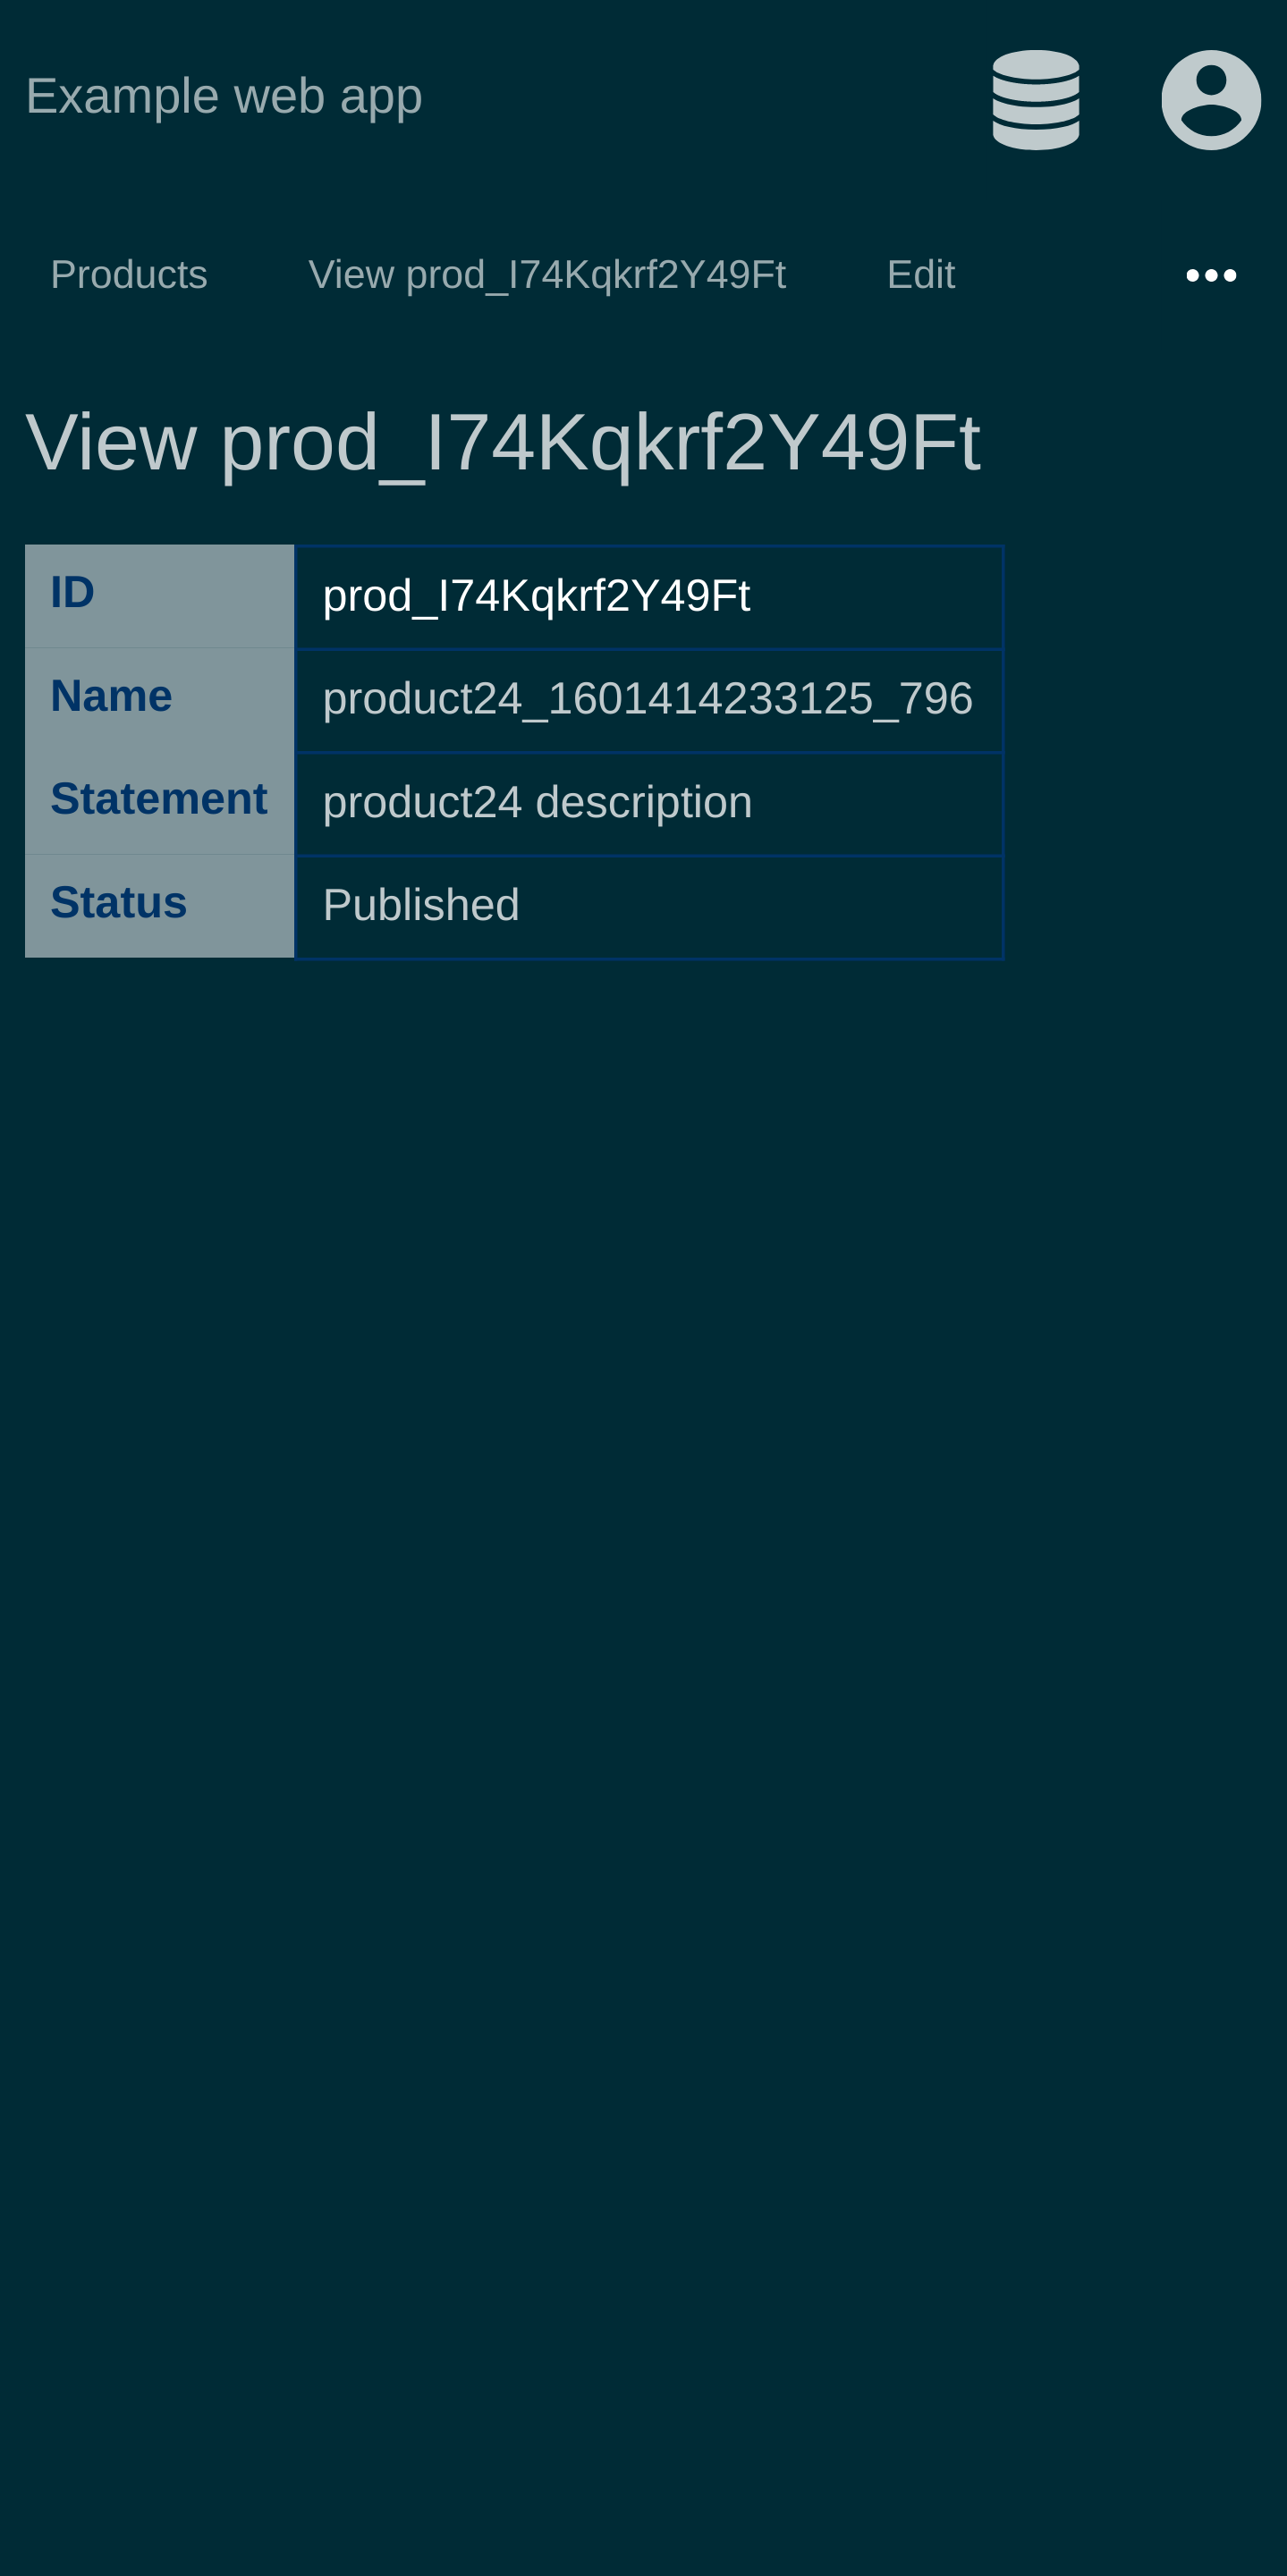 Example web app
Products View prod_I74Kqkrf2Y49Ft Edit
View prod_I74Kqkrf2Y49Ft
ID prod_I74Kqkrf2Y49Ft
Name product24_1601414233125_796
Statement product24 description
Status Published